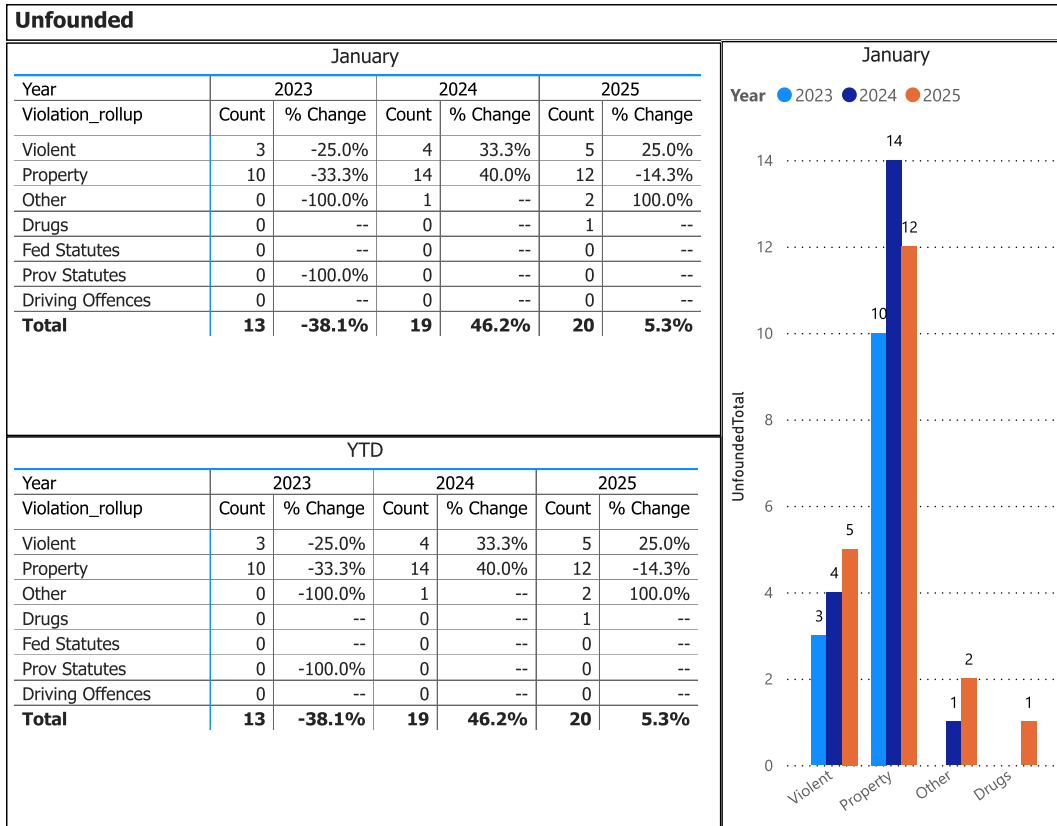 Unfounded
January
Year 2023 2024 2025
Violation_rollup Count % Change Count % Change Count % Change
Violent 3 -25.0% 4 33.3% 5 25.0%
Property 10 -33.3% 14 40.0% 12 -14.3%
Other 0 -100.0% 1 -- 2 100.0%
Drugs 0 -- 0 -- 1 --
Fed Statutes 0 -- 0 -- 0 --
Prov Statutes 0 -100.0% 0 -- 0 --
Driving Offences 0 -- 0 -- 0 --
Total 13 -38.1% 19 46.2% 20 5.3%
YTD
Year 2023 2024 2025
Violation_rollup Count % Change Count % Change Count % Change
Violent 3 -25.0% 4 33.3% 5 25.0%
Property 10 -33.3% 14 40.0% 12 -14.3%
Other 0 -100.0% 1 -- 2 100.0%
Drugs 0 -- 0 -- 1 --
Fed Statutes 0 -- 0 -- 0 --
Prov Statutes 0 -100.0% 0 -- 0 --
Driving Offences 0 -- 0 -- 0 --
Total 13 -38.1% 19 46.2% 20 5.3%
January
Year 2023 2024 2025
UnfoundedTotal
14
12
10
8
6
4
2
0
3 4 5
10 14 12
1 2
1
Violent Property Other Drugs